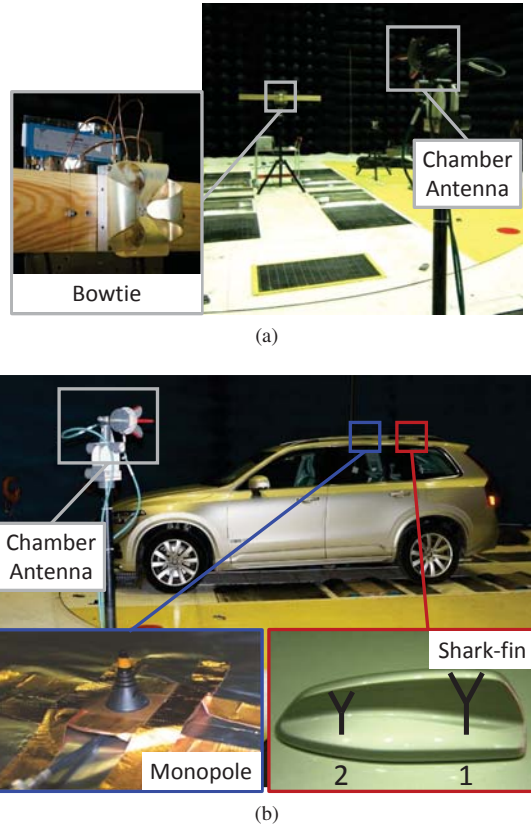 Chamber
Antenna
Bowtie
(a)
Chamber
Antenna
Shark-fin
Monopole
2
1
(b)